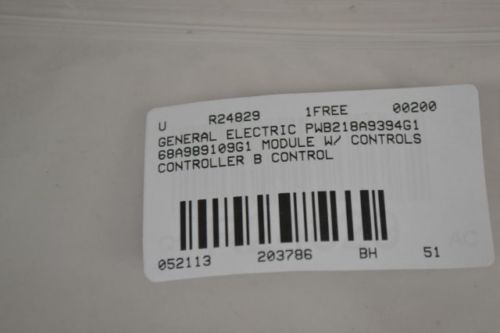 U R24829 1FREE 00200
GENERAL ELECTRIC PWB218A9394G1
68A989109G1 MODULE W/ CONTROLS
CONTROLLER B CONTROL
052113 203786 BH 51